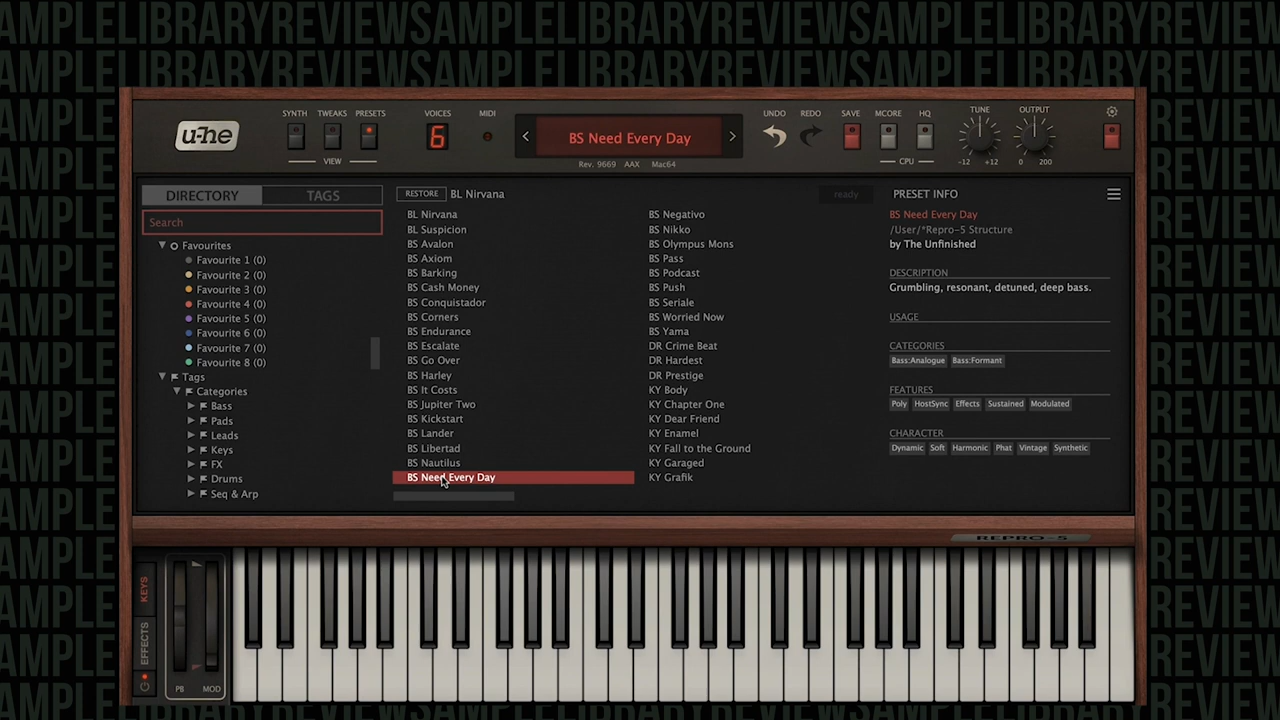 SAMPLELIBRARYREVIEWSAMPLELIBRARYREVIEWSAMPLELIBRARYREVIEW
u-he
SYNTH TWEAKS PRESETS
VIEW
VOICES
6
MIDI
BS Need Every Day
Rev. 9669 AAX Mac64
UNDO REDO SAVE MCORE HQ
CPU
TUNE
-12 +12
OUTPUT
0 200
DIRECTORY TAGS
Search
Favourites
Favourite 1 (0)
Favourite 2 (0)
Favourite 3 (0)
Favourite 4 (0)
Favourite 5 (0)
Favourite 6 (0)
Favourite 7 (0)
Favourite 8 (0)
Tags
Categories
Bass
Pads
Leads
Keys
FX
Drums
Seq & Arp
RESTORE BL Nirvana
ready
BL Nirvana
BL Suspicion
BS Avalon
BS Axiom
BS Barking
BS Cash Money
BS Conquistador
BS Corners
BS Endurance
BS Escalate
BS Go Over
BS Harley
BS It Costs
BS Jupiter Two
BS Kickstart
BS Lander
BS Libertad
BS Nautilus
BS Need Every Day
BS Negativo
BS Nikko
BS Olympus Mons
BS Pass
BS Podcast
BS Push
BS Seriale
BS Worried Now
BS Yama
DR Crime Beat
DR Hardest
DR Prestige
KY Body
KY Chapter One
KY Dear Friend
KY Enamel
KY Fall to the Ground
KY Garaged
KY Grafik
PRESET INFO
BS Need Every Day
/User/*Repro-5 Structure
by The Unfinished
DESCRIPTION
Grumbling, resonant, detuned, deep bass.
USAGE
CATEGORIES
Bass:Analogue Bass:Formant
FEATURES
Poly HostSync Effects Sustained Modulated
CHARACTER
Dynamic Soft Harmonic Phat Vintage Synthetic
REPRO-5
KEYS
EFFECTS
PB MOD